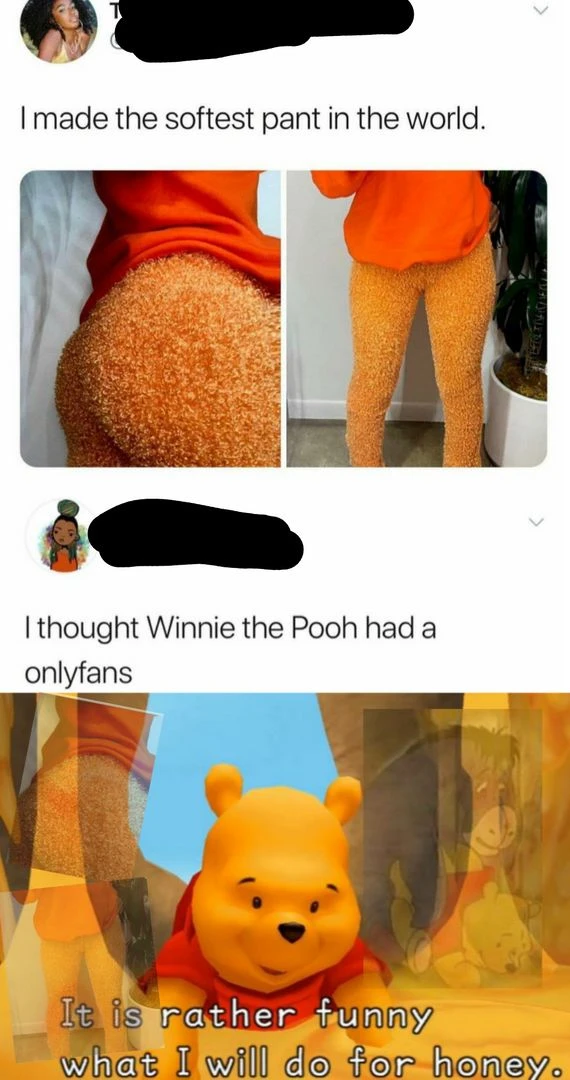 I made the softest pant in the world.
I thought Winnie the Pooh had a
onlyfans
It is rather funny
what I will do for honey.